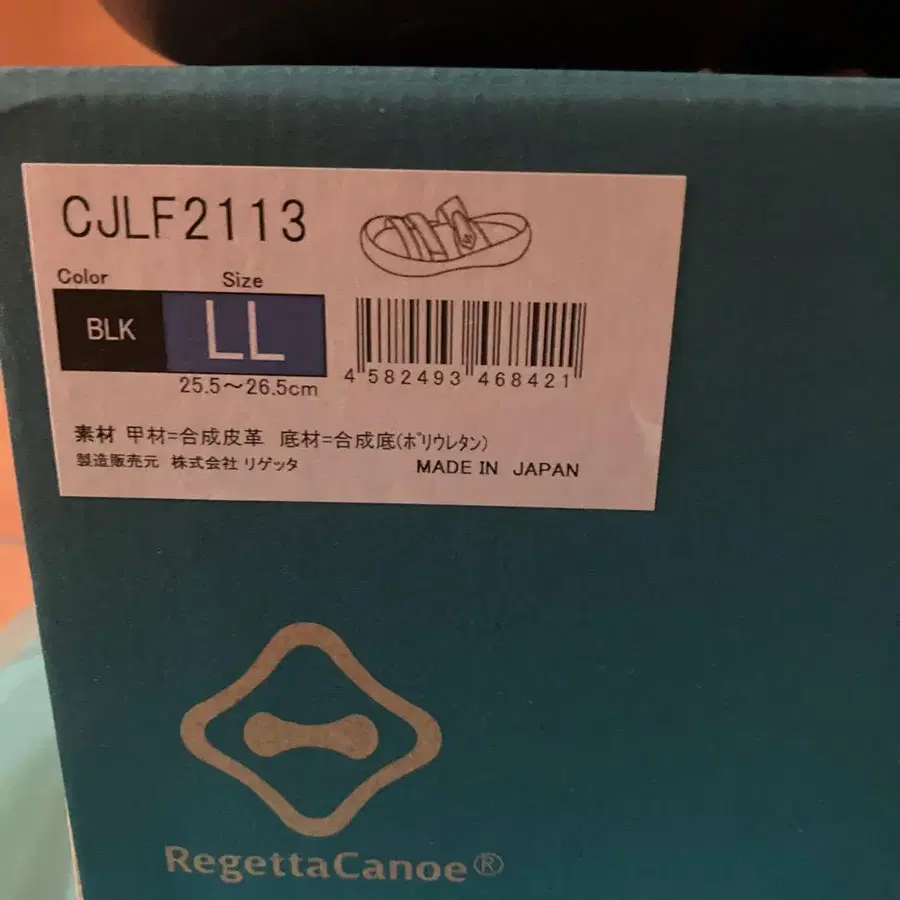 CJLF2113
Color Size
BLK LL
25.5～26.5cm
4 582493 468421
素材 甲材=合成皮革 底材=合成底(ﾎﾟﾘｳﾚﾀﾝ)
製造販売元 株式会社 リゲッタ MADE IN JAPAN
RegettaCanoe®